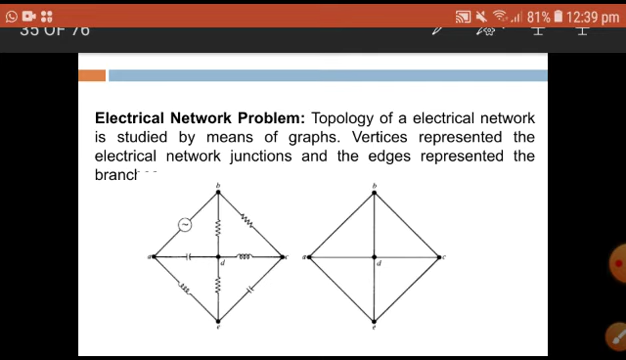 81% 12:39 pm
35 OF 76
Electrical Network Problem: Topology of a electrical network
is studied by means of graphs. Vertices represented the
electrical network junctions and the edges represented the
b b
a d c a d c
e e